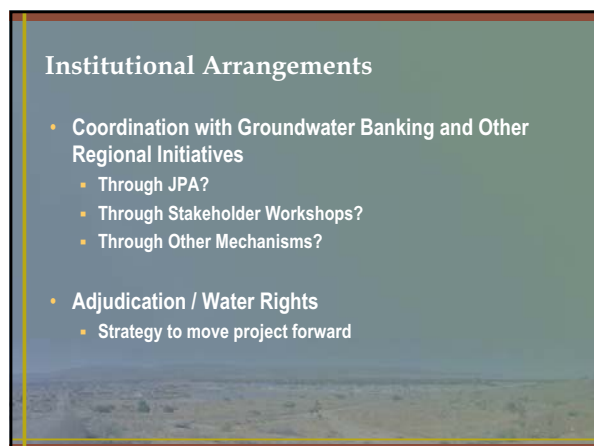 Institutional Arrangements
• Coordination with Groundwater Banking and Other
Regional Initiatives
▪ Through JPA?
▪ Through Stakeholder Workshops?
▪ Through Other Mechanisms?
• Adjudication / Water Rights
▪ Strategy to move project forward